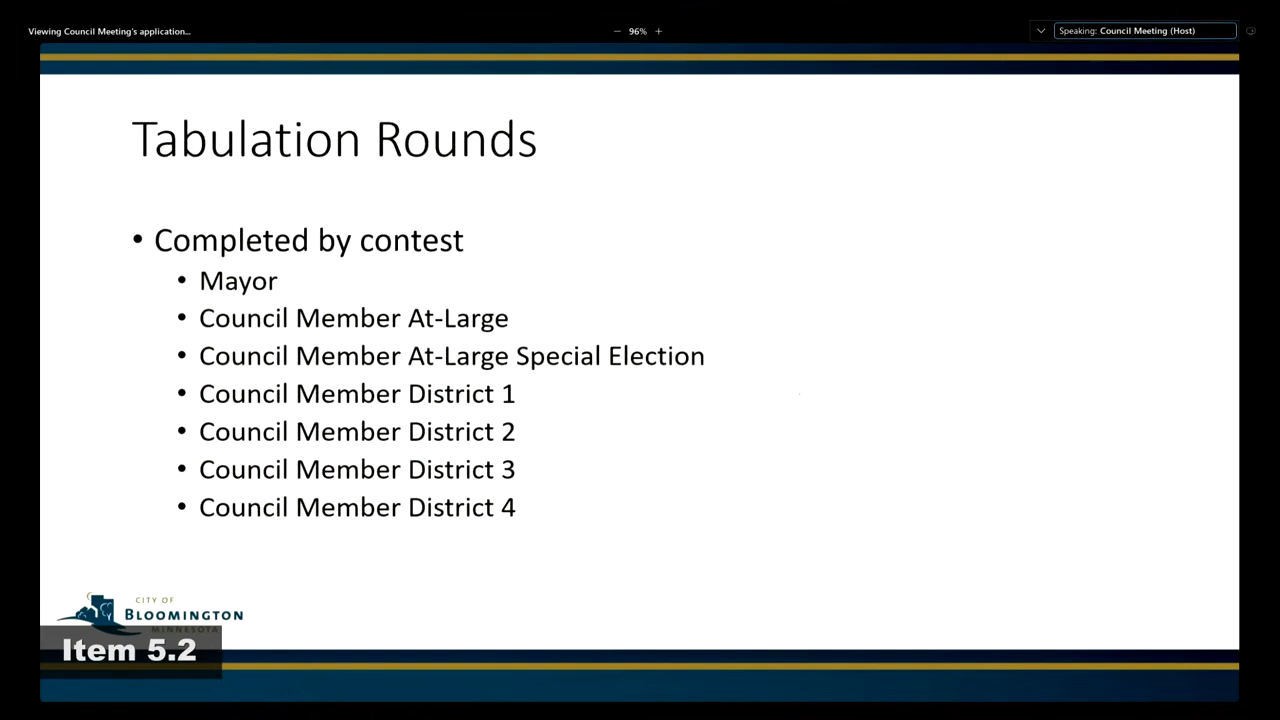 Viewing Council Meeting's application...
− 96% +
Speaking: Council Meeting (Host)
Tabulation Rounds
• Completed by contest
• Mayor
• Council Member At-Large
• Council Member At-Large Special Election
• Council Member District 1
• Council Member District 2
• Council Member District 3
• Council Member District 4
CITY OF
BLOOMINGTON
MINNESOTA
Item 5.2